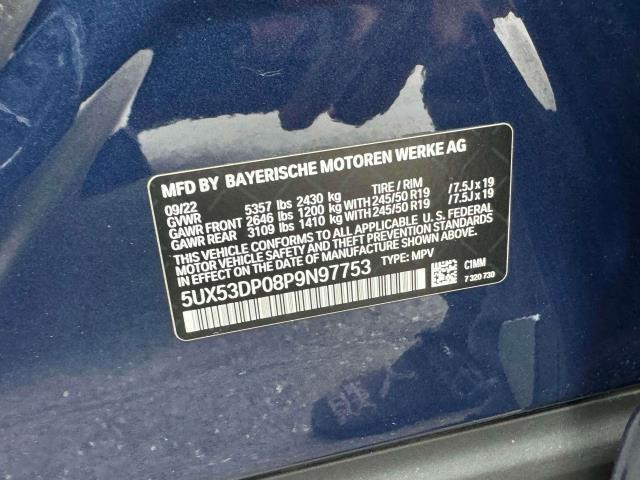 MFD BY BAYERISCHE MOTOREN WERKE AG
09/22 TIRE / RIM
GVWR 5357 lbs 2430 kg
GAWR FRONT 2646 lbs 1200 kg WITH 245/50 R19 /7.5J x 19
GAWR REAR 3109 lbs 1410 kg WITH 245/50 R19 /7.5J x 19
THIS VEHICLE CONFORMS TO ALL APPLICABLE U. S. FEDERAL
MOTOR VEHICLE SAFETY AND THEFT PREVENTION STANDARDS
IN EFFECT ON THE DATE OF MANUFACTURE SHOWN ABOVE.
5UX53DP08P9N97753 TYPE: MPV
C1MM
7 320 730